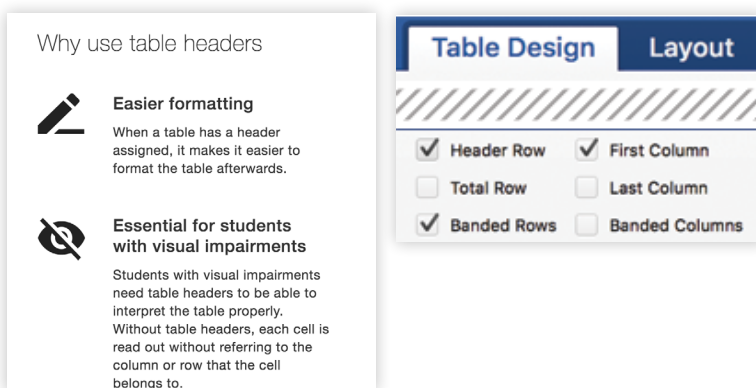 Why use table headers
Easier formatting
When a table has a header
assigned, it makes it easier to
format the table afterwards.
Essential for students
with visual impairments
Students with visual impairments
need table headers to be able to
interpret the table properly.
Without table headers, each cell is
read out without referring to the
column or row that the cell
belongs to.
Table Design Layout
Header Row First Column
Total Row Last Column
Banded Rows Banded Columns